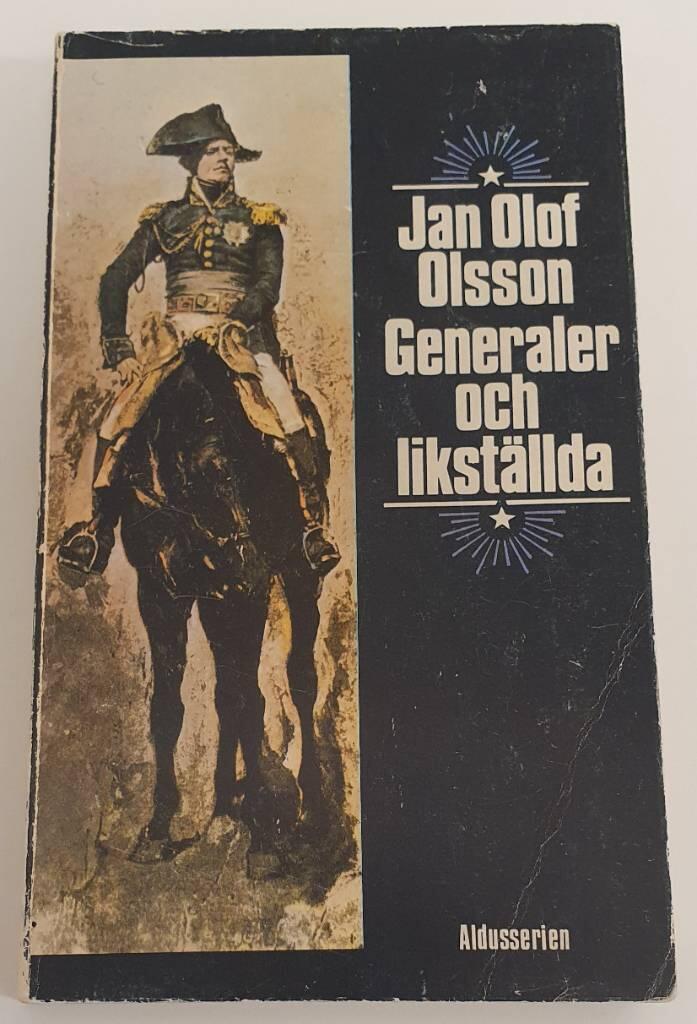 Jan Olof
Olsson
Generaler
och
likställda
Aldusserien